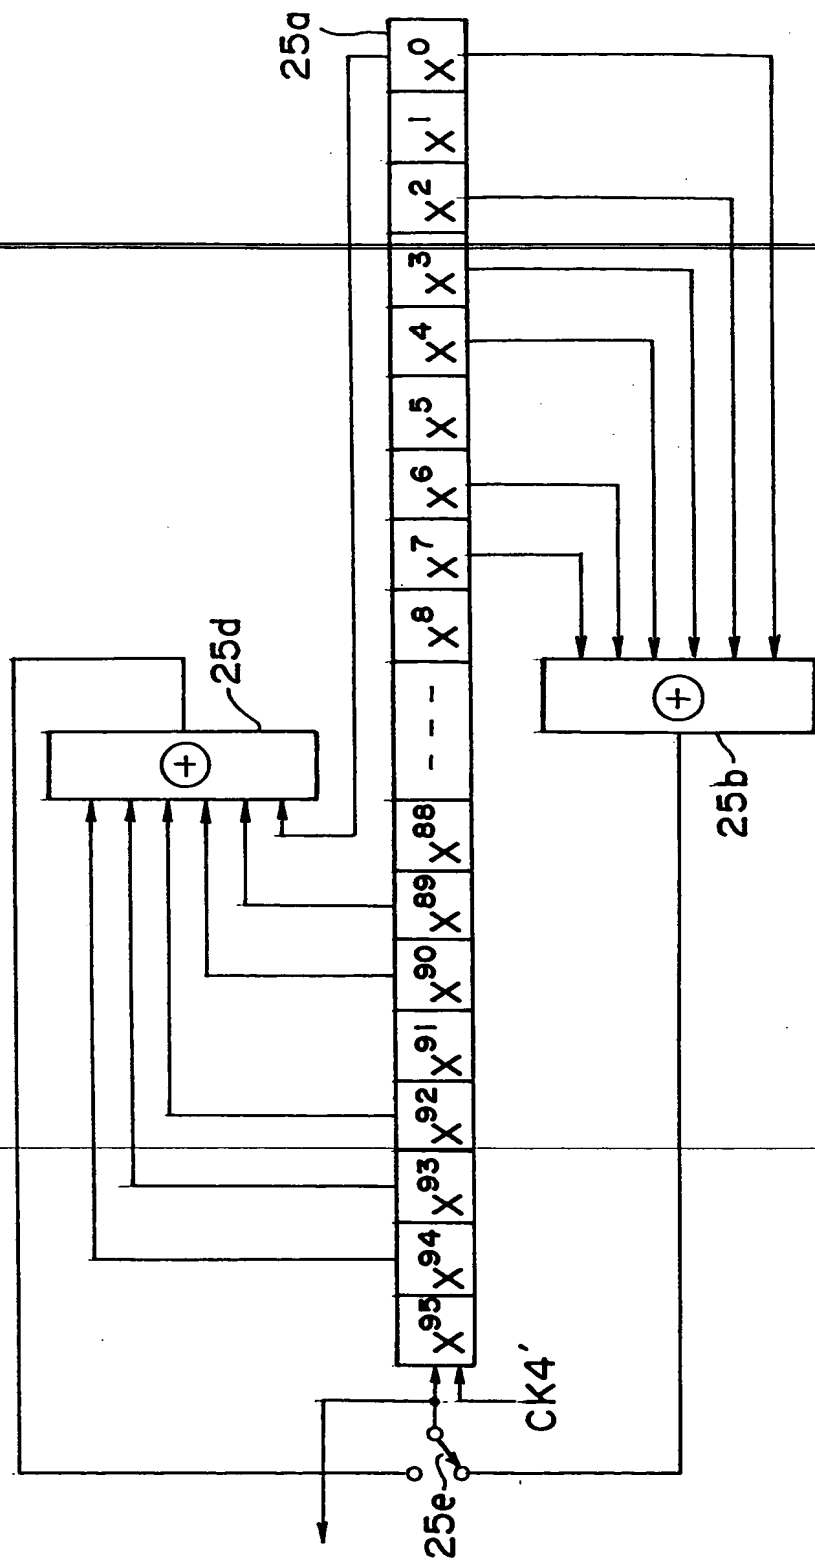 25a
X⁹⁵ X⁹⁴ X⁹³ X⁹² X⁹¹ X⁹⁰ X⁸⁹ X⁸⁸ --- X⁸ X⁷ X⁶ X⁵ X⁴ X³ X² X¹ X⁰
25d
+
25b
+
25e
CK4'